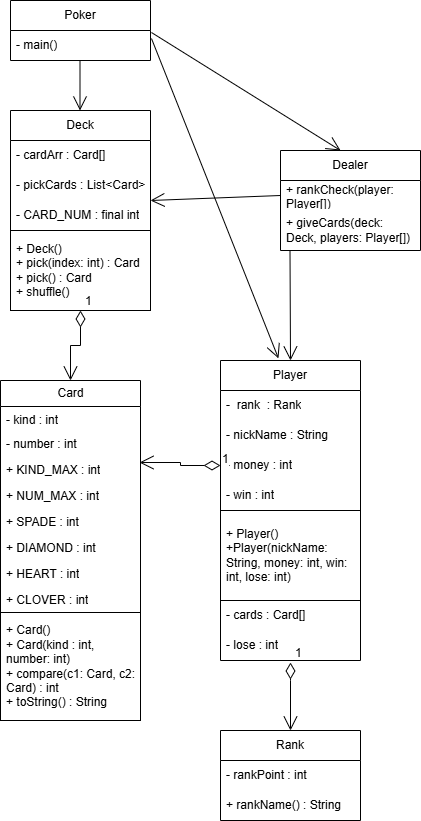 Poker
- main()
Deck
- cardArr : Card[]
- pickCards : List<Card>
- CARD_NUM : final int
+ Deck()
+ pick(index: int) : Card
+ pick() : Card
+ shuffle()
1
Dealer
+ rankCheck(player:
Player[])
+ giveCards(deck:
Deck, players: Player[])
Card
- kind : int
- number : int
+ KIND_MAX : int
+ NUM_MAX : int
+ SPADE : int
+ DIAMOND : int
+ HEART : int
+ CLOVER : int
+ Card()
+ Card(kind : int,
number: int)
+ compare(c1: Card, c2:
Card) : int
+ toString() : String
Player
- rank : Rank
- nickName : String
1
- money : int
- win : int
+ Player()
+Player(nickName:
String, money: int, win:
int, lose: int)
- cards : Card[]
- lose : int
1
Rank
- rankPoint : int
+ rankName() : String